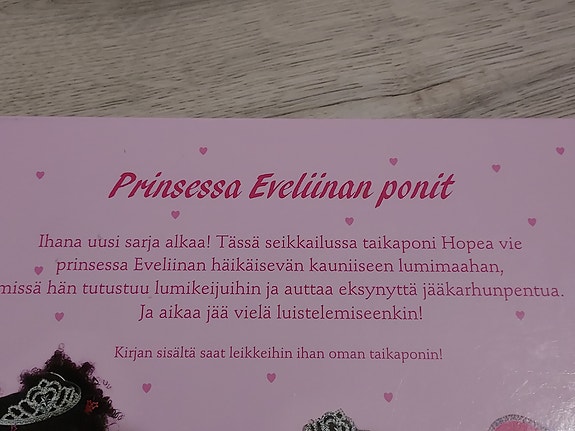 Prinsessa Eveliinan ponit
Ihana uusi sarja alkaa! Tässä seikkailussa taikaponi Hopea vie
prinsessa Eveliinan häikäisevän kauniiseen lumimaahan,
missä hän tutustuu lumikeijuihin ja auttaa eksynyttä jääkarhunpentua.
Ja aikaa jää vielä luistelemiseenkin!
Kirjan sisältä saat leikkeihin ihan oman taikaponin!